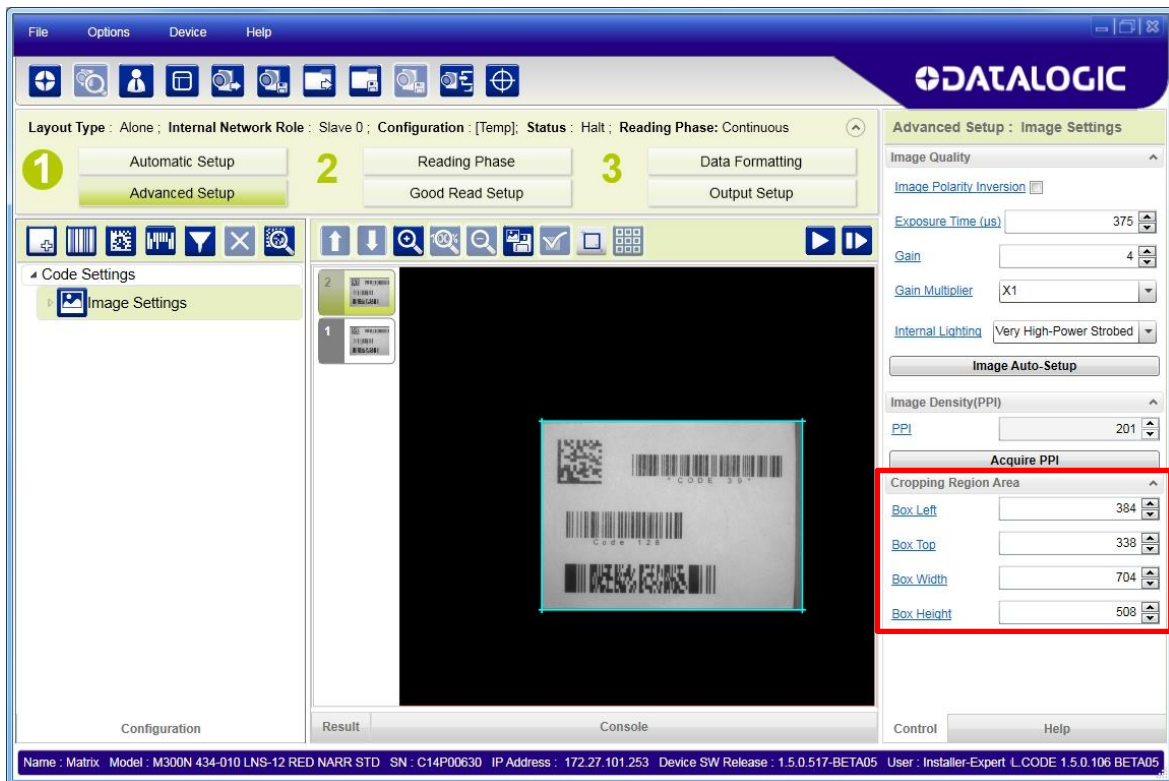 File Options Device Help
DATALOGIC
Layout Type : Alone ; Internal Network Role : Slave 0 ; Configuration : [Temp]; Status : Halt ; Reading Phase: Continuous
1
Automatic Setup
Advanced Setup
2
Reading Phase
Good Read Setup
3
Data Formatting
Output Setup
Code Settings
Image Settings
100%
2
1
*CODE 39*
Code 128
Configuration
Result
Console
Advanced Setup : Image Settings
Image Quality
Image Polarity Inversion
Exposure Time (µs) 375
Gain 4
Gain Multiplier X1
Internal Lighting Very High-Power Strobed
Image Auto-Setup
Image Density(PPI)
PPI 201
Acquire PPI
Cropping Region Area
Box Left 384
Box Top 338
Box Width 704
Box Height 508
Control Help
Name : Matrix Model : M300N 434-010 LNS-12 RED NARR STD SN : C14P00630 IP Address : 172.27.101.253 Device SW Release : 1.5.0.517-BETA05 User : Installer-Expert L.CODE 1.5.0.106 BETA05